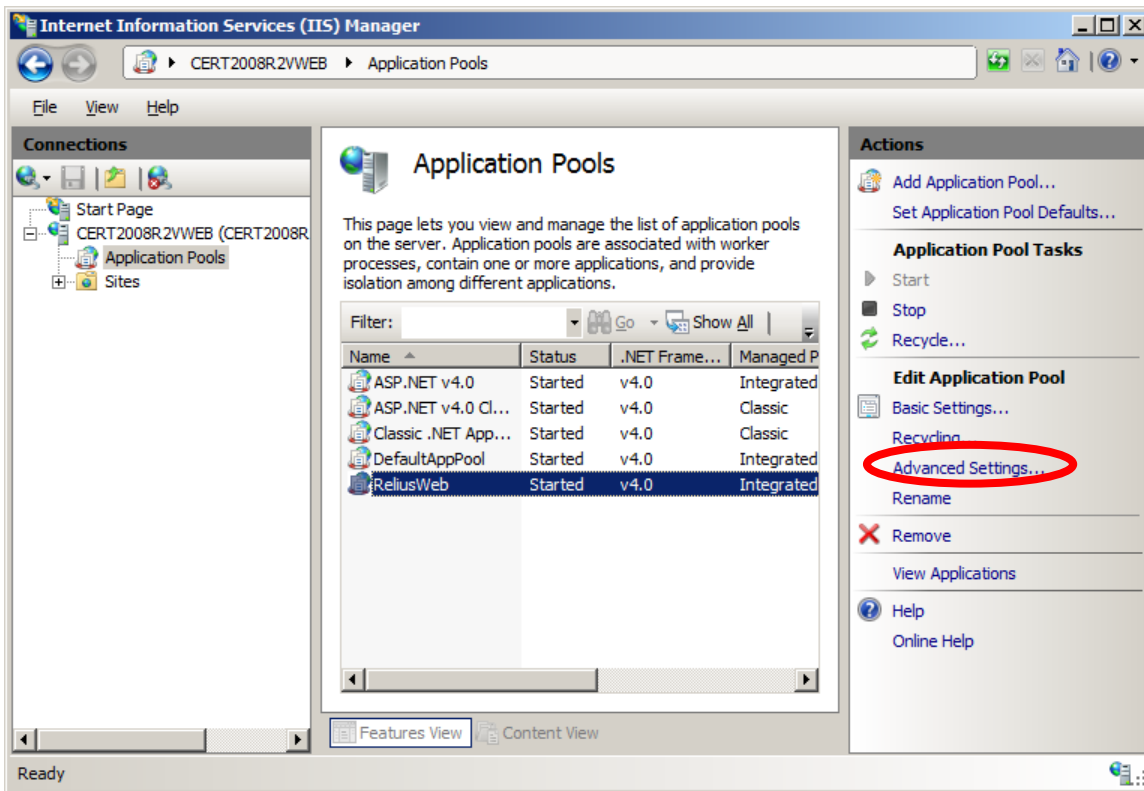 Internet Information Services (IIS) Manager
CERT2008R2VWEB Application Pools
File View Help
Connections
Start Page
CERT2008R2VWEB (CERT2008R
Application Pools
Sites
Application Pools
This page lets you view and manage the list of application pools
on the server. Application pools are associated with worker
processes, contain one or more applications, and provide
isolation among different applications.
Filter: Go Show All
Name Status .NET Frame... Managed P
ASP.NET v4.0 Started v4.0 Integrated
ASP.NET v4.0 Cl... Started v4.0 Classic
Classic .NET App... Started v4.0 Classic
DefaultAppPool Started v4.0 Integrated
ReliusWeb Started v4.0 Integrated
Features View Content View
Actions
Add Application Pool...
Set Application Pool Defaults...
Application Pool Tasks
Start
Stop
Recycle...
Edit Application Pool
Basic Settings...
Recycling...
Advanced Settings...
Rename
Remove
View Applications
Help
Online Help
Ready